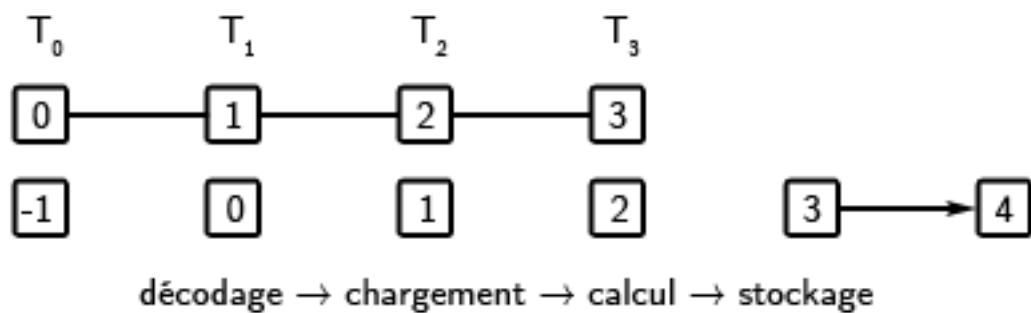 T₀ T₁ T₂ T₃
0 1 2 3
-1 0 1 2 3 4
décodage → chargement → calcul → stockage